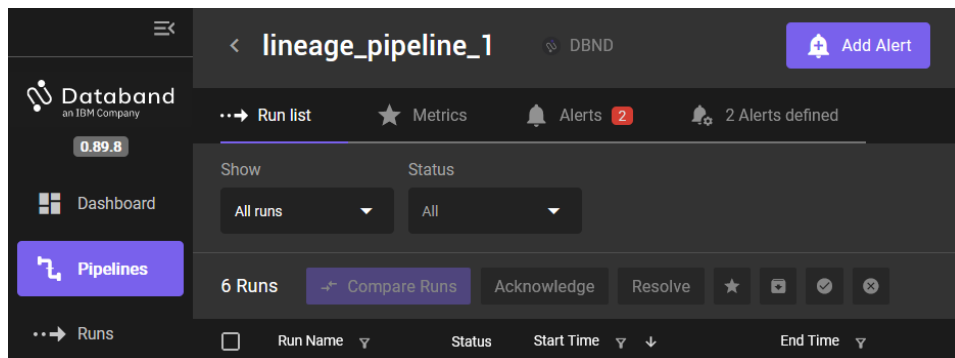 lineage_pipeline_1
DBND
Add Alert
Databand
an IBM Company
0.89.8
Run list
Metrics
Alerts 2
2 Alerts defined
Show
Status
All runs
All
Dashboard
Pipelines
6 Runs
Compare Runs
Acknowledge
Resolve
Runs
Run Name
Status
Start Time
End Time